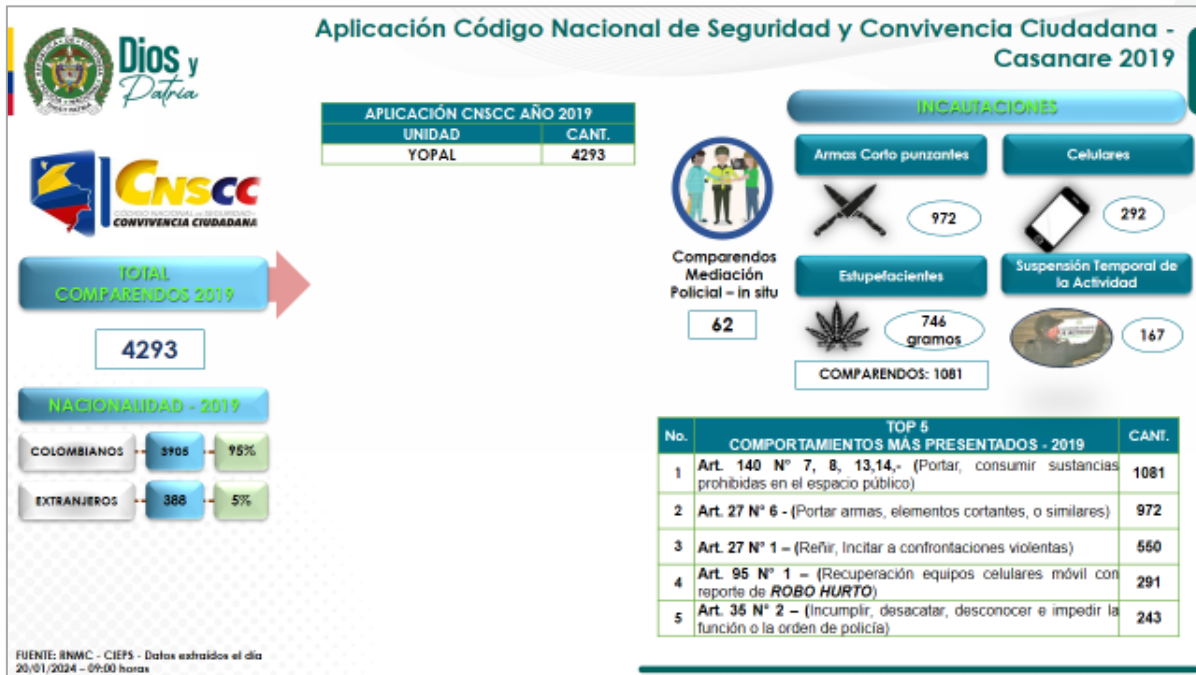 Aplicación Código Nacional de Seguridad y Convivencia Ciudadana -
Casanare 2019
Dios y
Patria
CNSCC
CÓDIGO NACIONAL DE SEGURIDAD Y
CONVIVENCIA CIUDADANA
TOTAL
COMPARENDOS 2019
4293
NACIONALIDAD - 2019
COLOMBIANOS 3905 95%
EXTRANJEROS 388 5%
APLICACIÓN CNSCC AÑO 2019
UNIDAD CANT.
YOPAL 4293
Comparendos
Mediación
Policial – in situ
62
INCAUTACIONES
Armas Corto punzantes
972
Celulares
292
Estupefacientes
746
gramos
COMPARENDOS: 1081
Suspensión Temporal de
la Actividad
167
No. TOP 5
COMPORTAMIENTOS MÁS PRESENTADOS - 2019 CANT.
1 Art. 140 N° 7, 8, 13,14,- (Portar, consumir sustancias
prohibidas en el espacio público) 1081
2 Art. 27 N° 6 - (Portar armas, elementos cortantes, o similares) 972
3 Art. 27 N° 1 – (Reñir, Incitar a confrontaciones violentas) 550
4 Art. 95 N° 1 – (Recuperación equipos celulares móvil con
reporte de ROBO HURTO) 291
5 Art. 35 N° 2 – (Incumplir, desacatar, desconocer e impedir la
función o la orden de policía) 243
FUENTE: RNMC - CIEPS - Datos extraídos el día
20/01/2024 – 09:00 horas